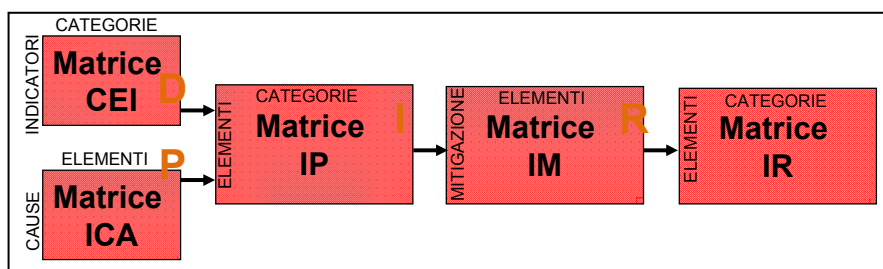 CATEGORIE
INDICATORI
Matrice
CEI
D
ELEMENTI
CAUSE
Matrice
ICA
P
CATEGORIE
ELEMENTI
Matrice
IP
I
ELEMENTI
MITIGAZIONE
Matrice
IM
R
CATEGORIE
ELEMENTI
Matrice
IR